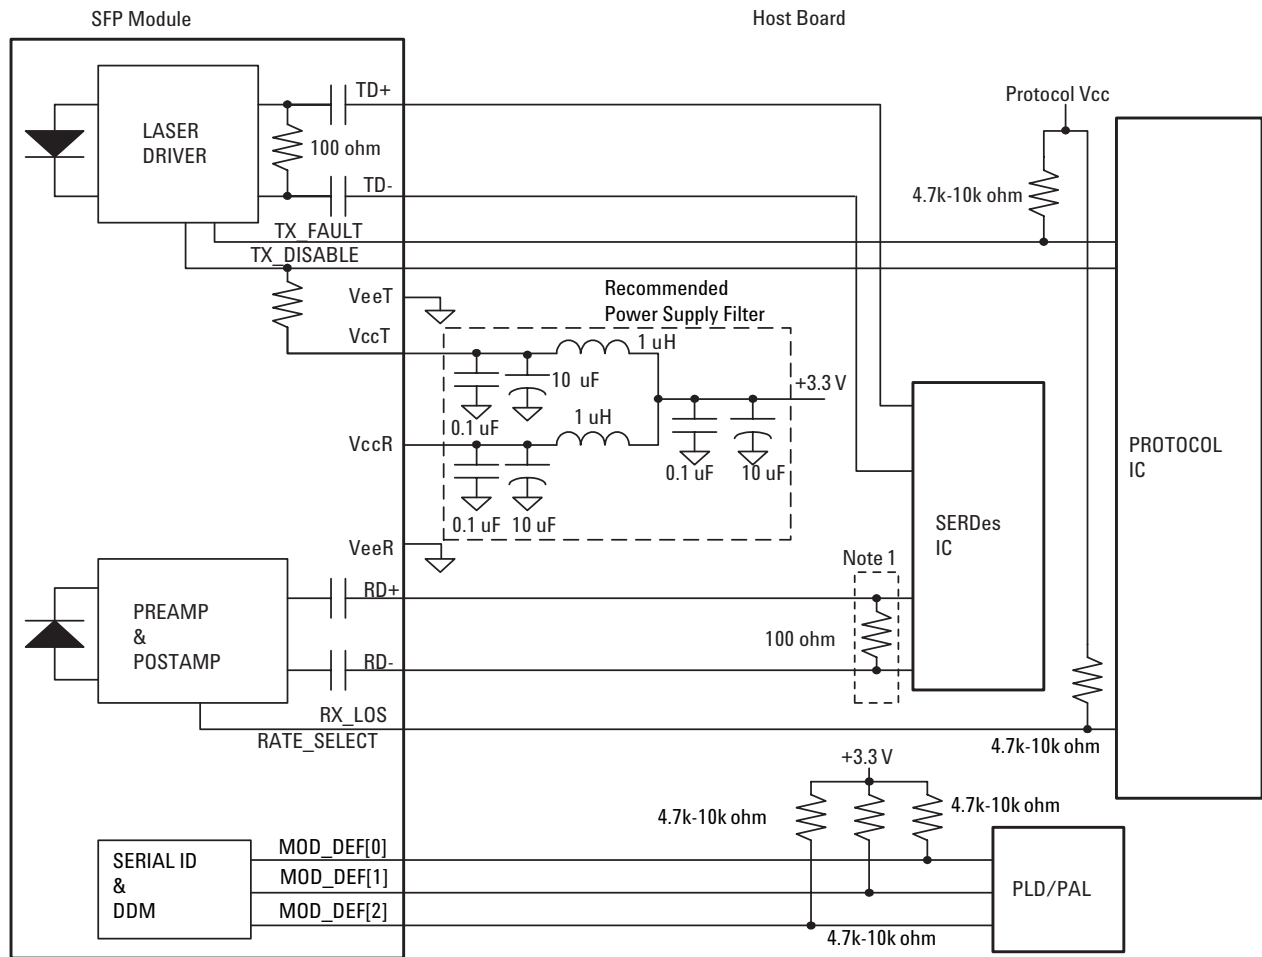 SFP Module
Host Board
TD+
Protocol Vcc
LASER
DRIVER
100 ohm
TD-
4.7k-10k ohm
TX_FAULT
TX_DISABLE
VeeT
Recommended
Power Supply Filter
VccT
1 uH
10 uF
+3.3 V
0.1 uF
1 uH
VccR
0.1 uF
10 uF
0.1 uF
10 uF
PROTOCOL
IC
SERDes
IC
VeeR
Note 1
RD+
PREAMP
&
POSTAMP
100 ohm
RD-
RX_LOS
RATE_SELECT
4.7k-10k ohm
+3.3 V
4.7k-10k ohm
4.7k-10k ohm
SERIAL ID
&
DDM
MOD_DEF[0]
MOD_DEF[1]
MOD_DEF[2]
PLD/PAL
4.7k-10k ohm